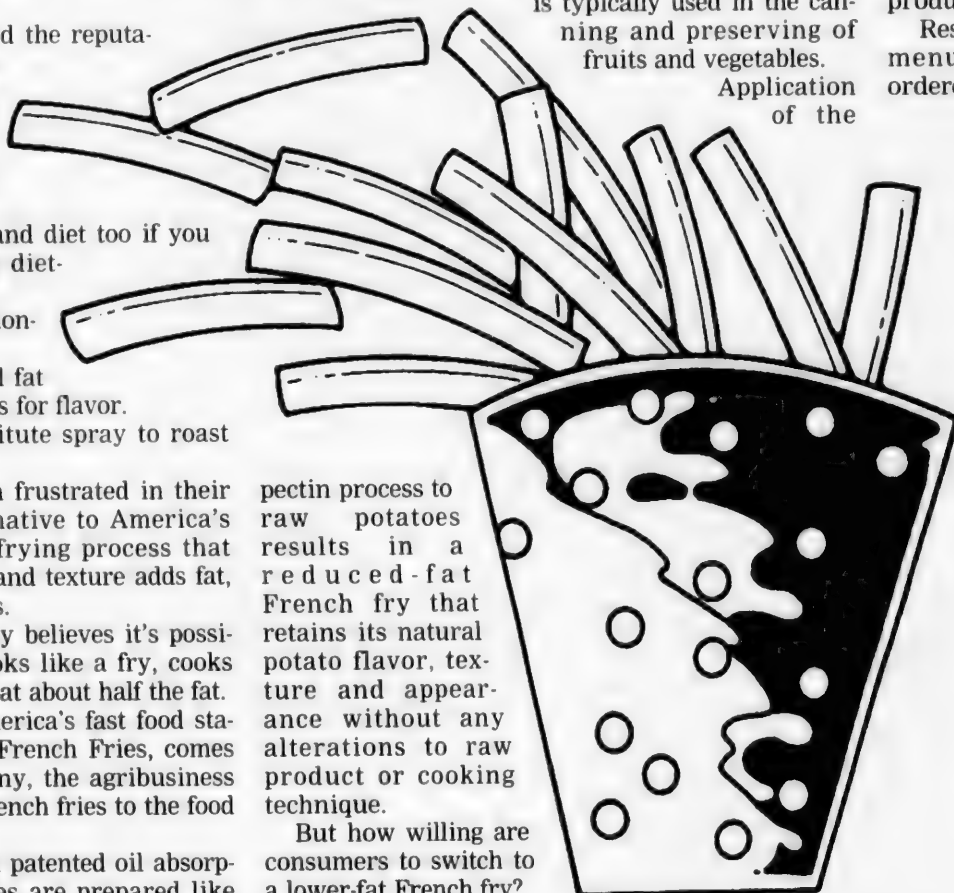 d the reputa-
and diet too if you
diet-
on-
l fat
s for flavor.
itute spray to roast
n frustrated in their
native to America's
frying process that
and texture adds fat,
s.
y believes it's possi-
oks like a fry, cooks
at about half the fat.
erica's fast food sta-
French Fries, comes
ny, the agribusiness
ench fries to the food
patented oil absorp-
es are prepared like
pectin process to
raw potatoes
results in a
reduced-fat
French fry that
retains its natural
potato flavor, tex-
ture and appear-
ance without any
alterations to raw
product or cooking
technique.
But how willing are
consumers to switch to
a lower-fat French fry?
is typically used in the can-
ning and preserving of
fruits and vegetables.
Application
of the
produ
Res
menu
ordere